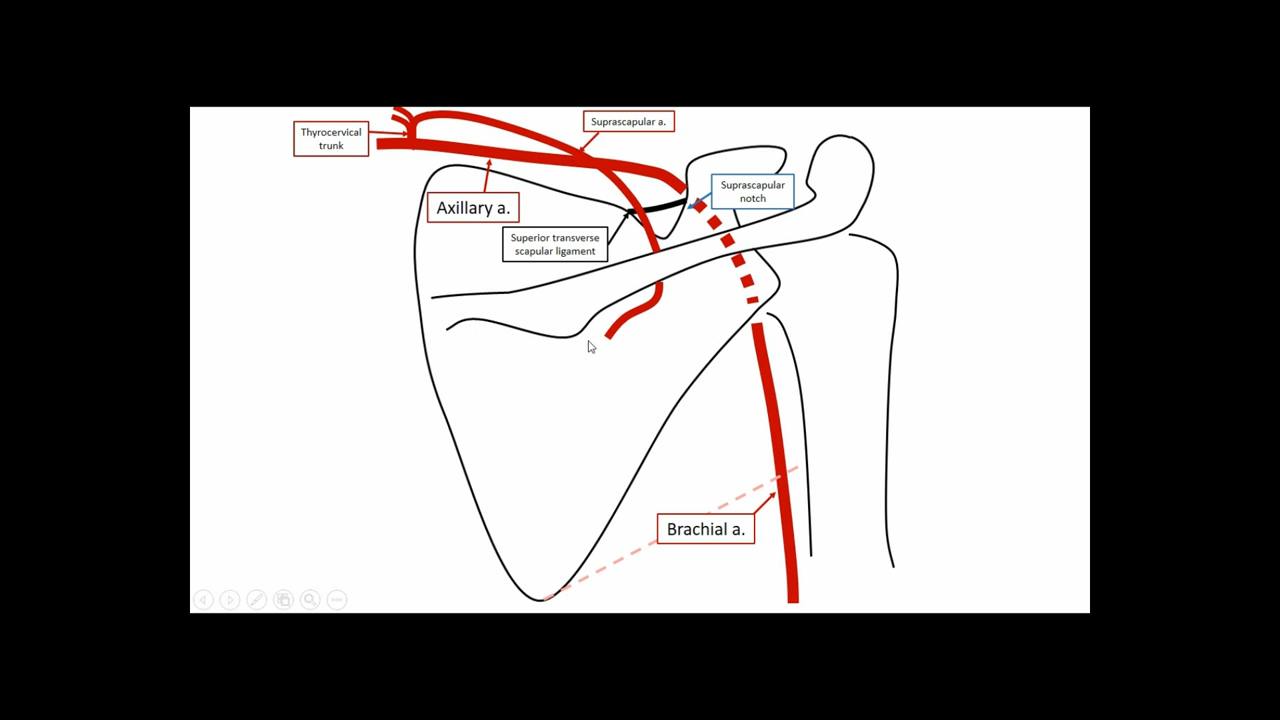 Thyrocervical
trunk
Suprascapular a.
Axillary a.
Suprascapular
notch
Superior transverse
scapular ligament
Brachial a.